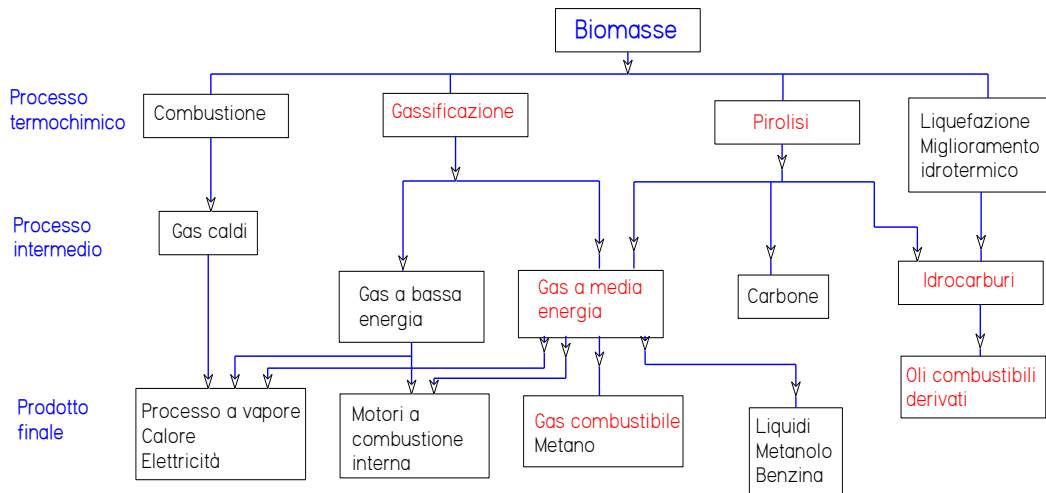 Biomasse
Processo
termochimico
Combustione
Gassificazione
Pirolisi
Liquefazione
Miglioramento
idrotermico
Processo
intermedio
Gas caldi
Gas a bassa
energia
Gas a media
energia
Carbone
Idrocarburi
Prodotto
finale
Processo a vapore
Calore
Elettricità
Motori a
combustione
interna
Gas combustibile
Metano
Liquidi
Metanolo
Benzina
Oli combustibili
derivati